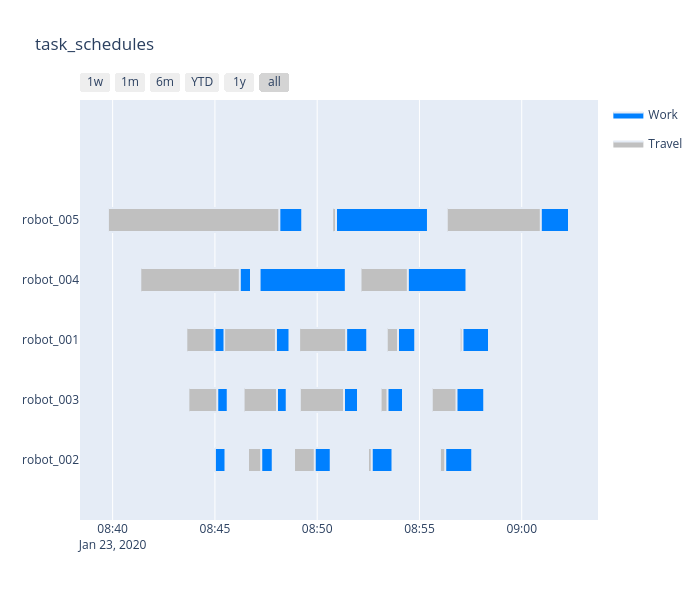 task_schedules
1w 1m 6m YTD 1y all
Work
Travel
robot_005
robot_004
robot_001
robot_003
robot_002
08:40 08:45 08:50 08:55 09:00
Jan 23, 2020